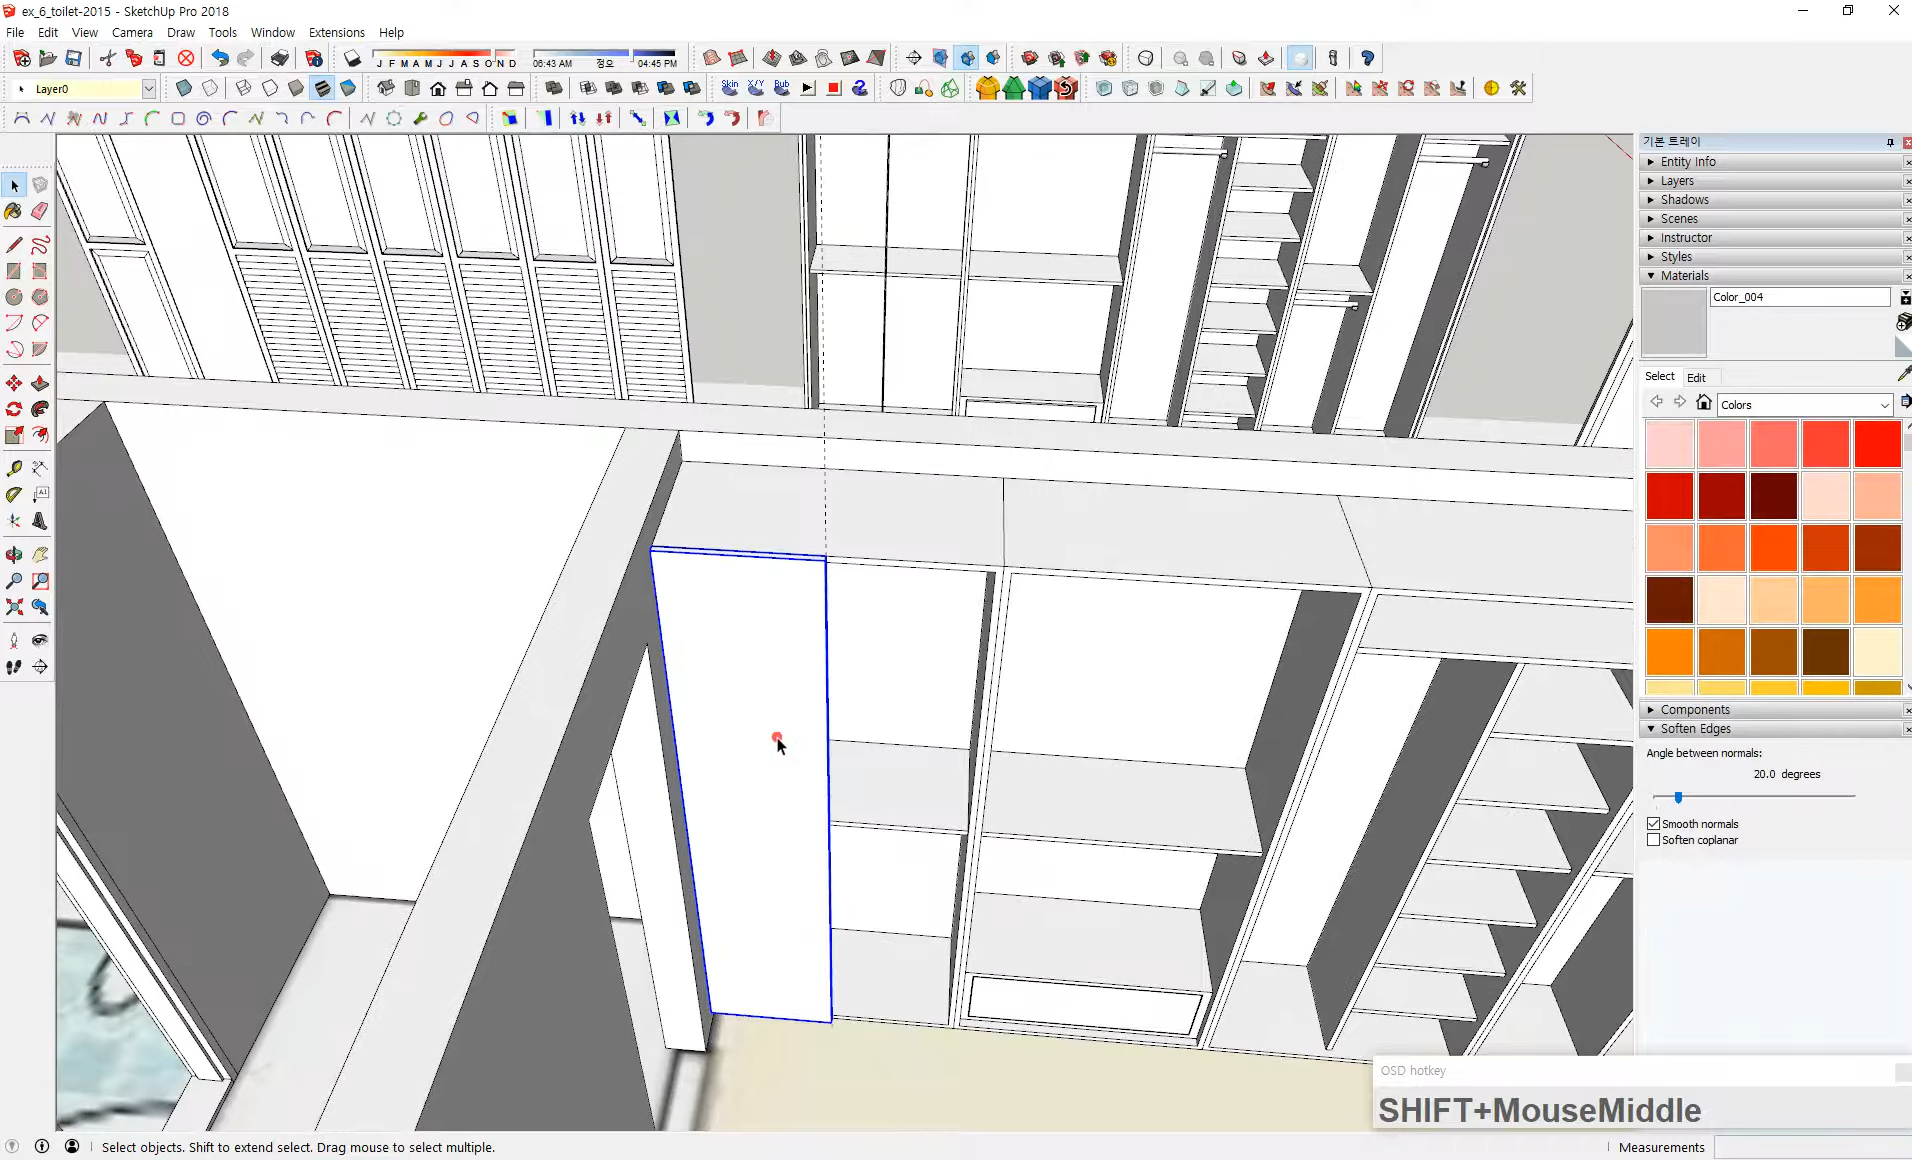 ex_6_toilet-2015 - SketchUp Pro 2018
File Edit View Camera Draw Tools Window Extensions Help
J F M A M J J A S O N D
06:43 AM 정오 04:45 PM
Layer0
Skin X/Y Bub
기본 트레이
Entity Info
Layers
Shadows
Scenes
Instructor
Styles
Materials
Color_004
Select Edit
Colors
Components
Soften Edges
Angle between normals:
20.0 degrees
Smooth normals
Soften coplanar
OSD hotkey
SHIFT+MouseMiddle
Select objects. Shift to extend select. Drag mouse to select multiple.
Measurements